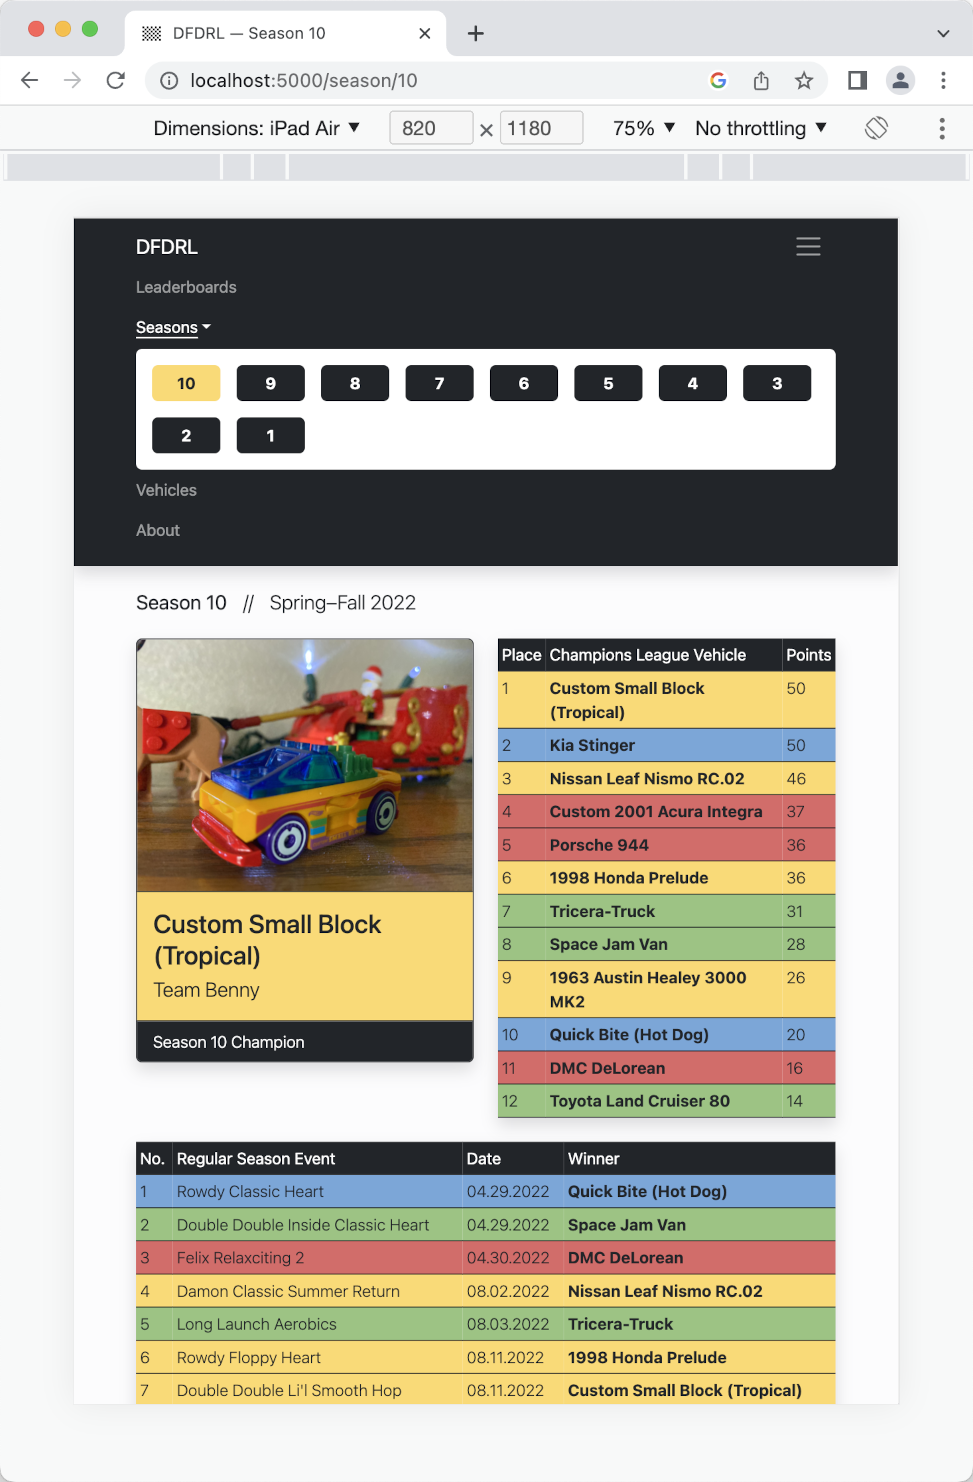 DFDRL — Season 10
localhost:5000/season/10
Dimensions: iPad Air ▼ 820 × 1180 75% ▼ No throttling ▼
DFDRL
Leaderboards
Seasons
10 9 8 7 6 5 4 3
2 1
Vehicles
About
Season 10 // Spring–Fall 2022
Custom Small Block
(Tropical)
Team Benny
Season 10 Champion
Place Champions League Vehicle Points
1 Custom Small Block 50
(Tropical)
2 Kia Stinger 50
3 Nissan Leaf Nismo RC.02 46
4 Custom 2001 Acura Integra 37
5 Porsche 944 36
6 1998 Honda Prelude 36
7 Tricera-Truck 31
8 Space Jam Van 28
9 1963 Austin Healey 3000 26
MK2
10 Quick Bite (Hot Dog) 20
11 DMC DeLorean 16
12 Toyota Land Cruiser 80 14
No. Regular Season Event Date Winner
1 Rowdy Classic Heart 04.29.2022 Quick Bite (Hot Dog)
2 Double Double Inside Classic Heart 04.29.2022 Space Jam Van
3 Felix Relaxciting 2 04.30.2022 DMC DeLorean
4 Damon Classic Summer Return 08.02.2022 Nissan Leaf Nismo RC.02
5 Long Launch Aerobics 08.03.2022 Tricera-Truck
6 Rowdy Floppy Heart 08.11.2022 1998 Honda Prelude
7 Double Double Li'l Smooth Hop 08.11.2022 Custom Small Block (Tropical)